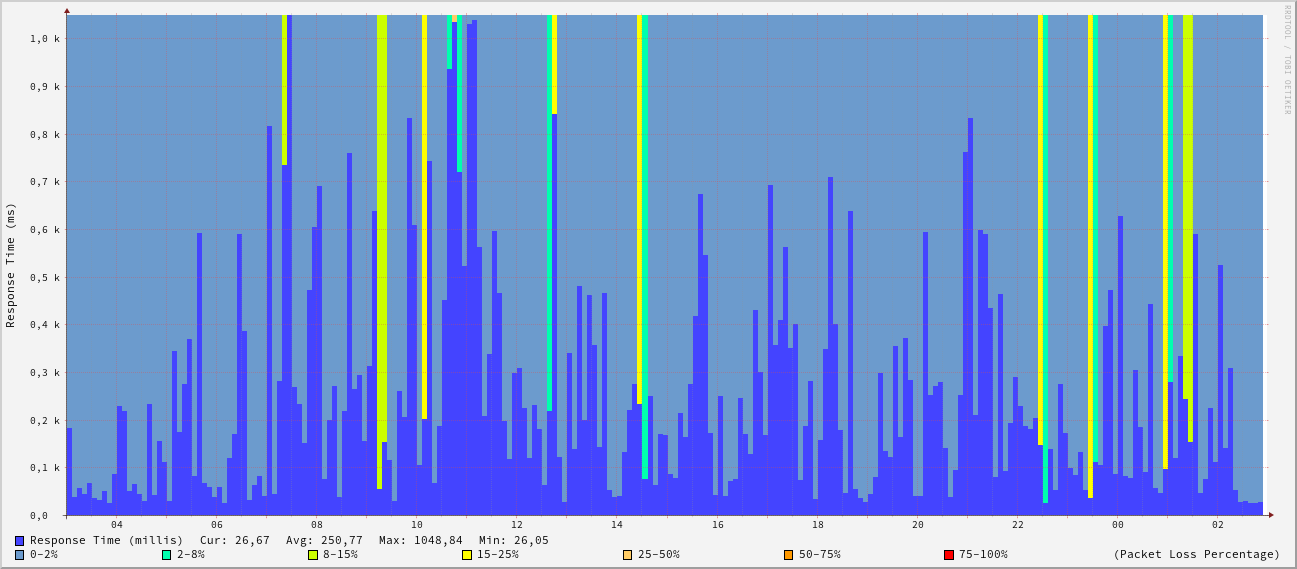 RRDTOOL / TOBI OETIKER
Response Time (ms)
1,0 k
0,9 k
0,8 k
0,7 k
0,6 k
0,5 k
0,4 k
0,3 k
0,2 k
0,1 k
0,0
04 06 08 10 12 14 16 18 20 22 00 02
Response Time (millis) Cur: 26,67 Avg: 250,77 Max: 1048,84 Min: 26,05
0-2% 2-8% 8-15% 15-25% 25-50% 50-75% 75-100% (Packet Loss Percentage)